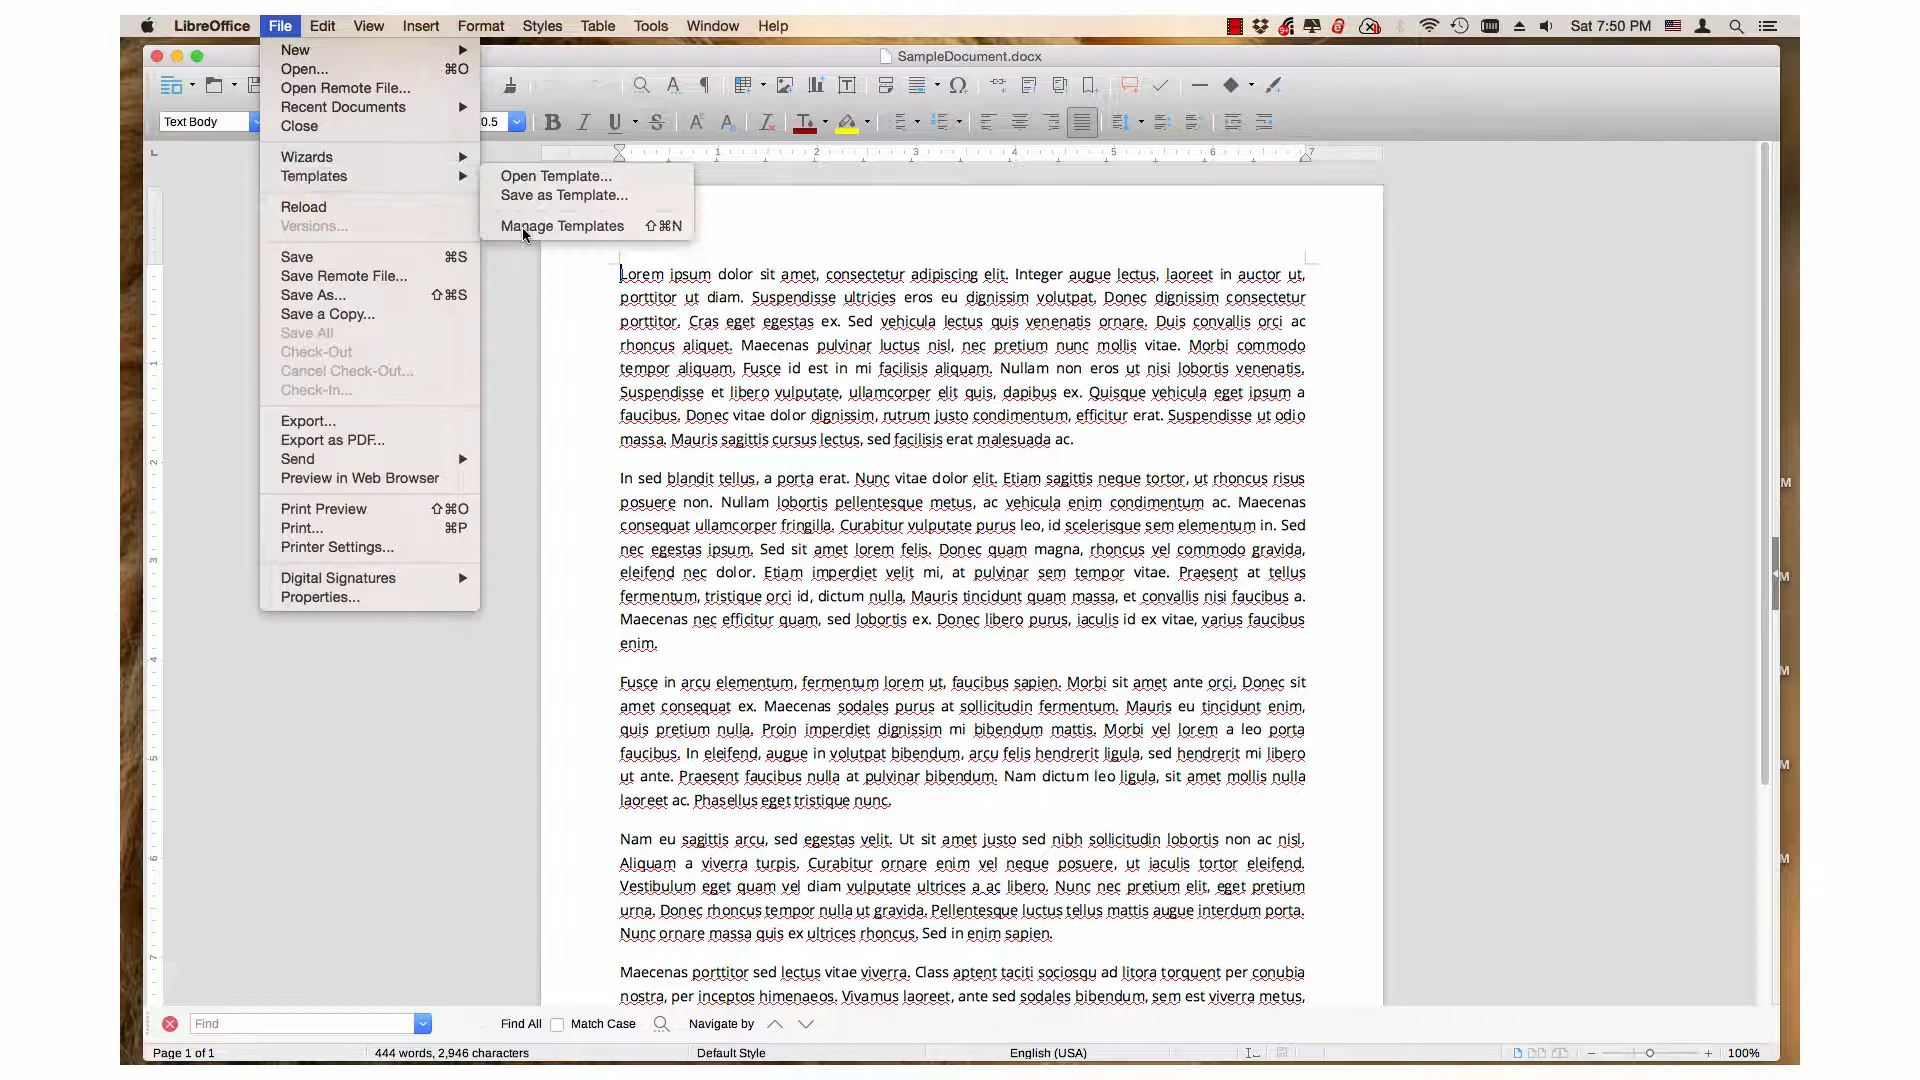 LibreOffice File Edit View Insert Format Styles Table Tools Window Help Sat 7:50 PM
SampleDocument.docx
New
Open... ⌘O
Open Remote File...
Recent Documents
Close
Wizards
Templates
Reload
Versions...
Save ⌘S
Save Remote File...
Save As... ⇧⌘S
Save a Copy...
Save All
Check-Out
Cancel Check-Out...
Check-In...
Export...
Export as PDF...
Send
Preview in Web Browser
Print Preview ⇧⌘O
Print... ⌘P
Printer Settings...
Digital Signatures
Properties...
Open Template...
Save as Template...
Manage Templates ⇧⌘N
Text Body 0.5
1 2 3 4 5 6 7
1
2
3
4
5
6
7
Lorem ipsum dolor sit amet, consectetur adipiscing elit. Integer augue lectus, laoreet in auctor ut,
porttitor ut diam. Suspendisse ultricies eros eu dignissim volutpat. Donec dignissim consectetur
porttitor. Cras eget egestas ex. Sed vehicula lectus quis venenatis ornare. Duis convallis orci ac
rhoncus aliquet. Maecenas pulvinar luctus nisl, nec pretium nunc mollis vitae. Morbi commodo
tempor aliquam. Fusce id est in mi facilisis aliquam. Nullam non eros ut nisi lobortis venenatis.
Suspendisse et libero vulputate, ullamcorper elit quis, dapibus ex. Quisque vehicula eget ipsum a
faucibus. Donec vitae dolor dignissim, rutrum justo condimentum, efficitur erat. Suspendisse ut odio
massa. Mauris sagittis cursus lectus, sed facilisis erat malesuada ac.
In sed blandit tellus, a porta erat. Nunc vitae dolor elit. Etiam sagittis neque tortor, ut rhoncus risus
posuere non. Nullam lobortis pellentesque metus, ac vehicula enim condimentum ac. Maecenas
consequat ullamcorper fringilla. Curabitur vulputate purus leo, id scelerisque sem elementum in. Sed
nec egestas ipsum. Sed sit amet lorem felis. Donec quam magna, rhoncus vel commodo gravida,
eleifend nec dolor. Etiam imperdiet velit mi, at pulvinar sem tempor vitae. Praesent at tellus
fermentum, tristique orci id, dictum nulla. Mauris tincidunt quam massa, et convallis nisi faucibus a.
Maecenas nec efficitur quam, sed lobortis ex. Donec libero purus, iaculis id ex vitae, varius faucibus
enim.
Fusce in arcu elementum, fermentum lorem ut, faucibus sapien. Morbi sit amet ante orci. Donec sit
amet consequat ex. Maecenas sodales purus at sollicitudin fermentum. Mauris eu tincidunt enim,
quis pretium nulla. Proin imperdiet dignissim mi bibendum mattis. Morbi vel lorem a leo porta
faucibus. In eleifend, augue in volutpat bibendum, arcu felis hendrerit ligula, sed hendrerit mi libero
ut ante. Praesent faucibus nulla at pulvinar bibendum. Nam dictum leo ligula, sit amet mollis nulla
laoreet ac. Phasellus eget tristique nunc.
Nam eu sagittis arcu, sed egestas velit. Ut sit amet justo sed nibh sollicitudin lobortis non ac nisl.
Aliquam a viverra turpis. Curabitur ornare enim vel neque posuere, ut iaculis tortor eleifend.
Vestibulum eget quam vel diam vulputate ultrices a ac libero. Nunc nec pretium elit, eget pretium
urna. Donec rhoncus tempor nulla ut gravida. Pellentesque luctus tellus mattis augue interdum porta.
Nunc ornare massa quis ex ultrices rhoncus. Sed in enim sapien.
Maecenas porttitor sed lectus vitae viverra. Class aptent taciti sociosqu ad litora torquent per conubia
nostra, per inceptos himenaeos. Vivamus laoreet, ante sed sodales bibendum, sem est viverra metus,
M
M
M
M
M
Find Find All Match Case Navigate by
Page 1 of 1 444 words, 2,946 characters Default Style English (USA) 100%